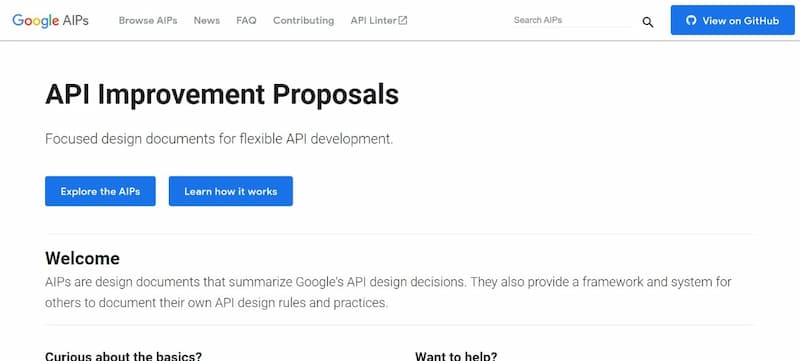 Google AIPs Browse AIPs News FAQ Contributing API Linter Search AIPs View on GitHub
API Improvement Proposals
Focused design documents for flexible API development.
Explore the AIPs Learn how it works
Welcome
AIPs are design documents that summarize Google's API design decisions. They also provide a framework and system for
others to document their own API design rules and practices.
Curious about the basics? Want to help?